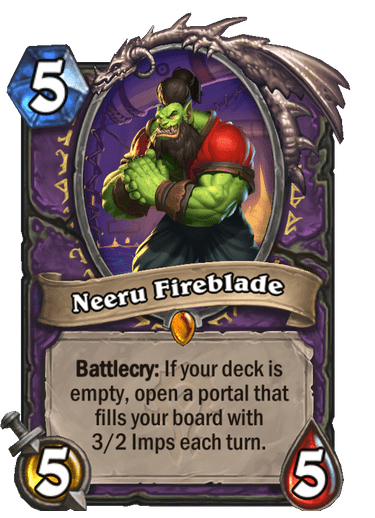 5
Neeru Fireblade
Battlecry: If your deck is
empty, open a portal that
fills your board with
3/2 Imps each turn.
5
5